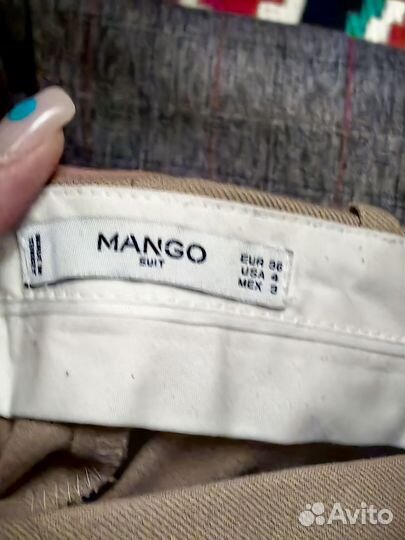 MANGO
SUIT
EUR 36
USA 4
MEX 3
Avito